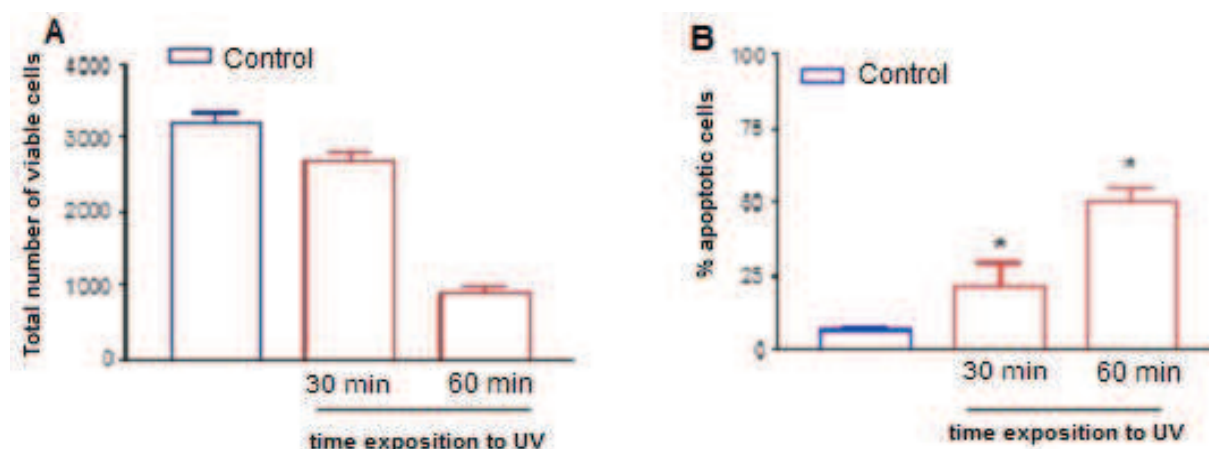 A
Control
Total number of viable cells
4000
3000
2000
1000
0
30 min 60 min
time exposition to UV
B
Control
% apoptotic cells
100
75
50
25
0
*
*
30 min 60 min
time exposition to UV